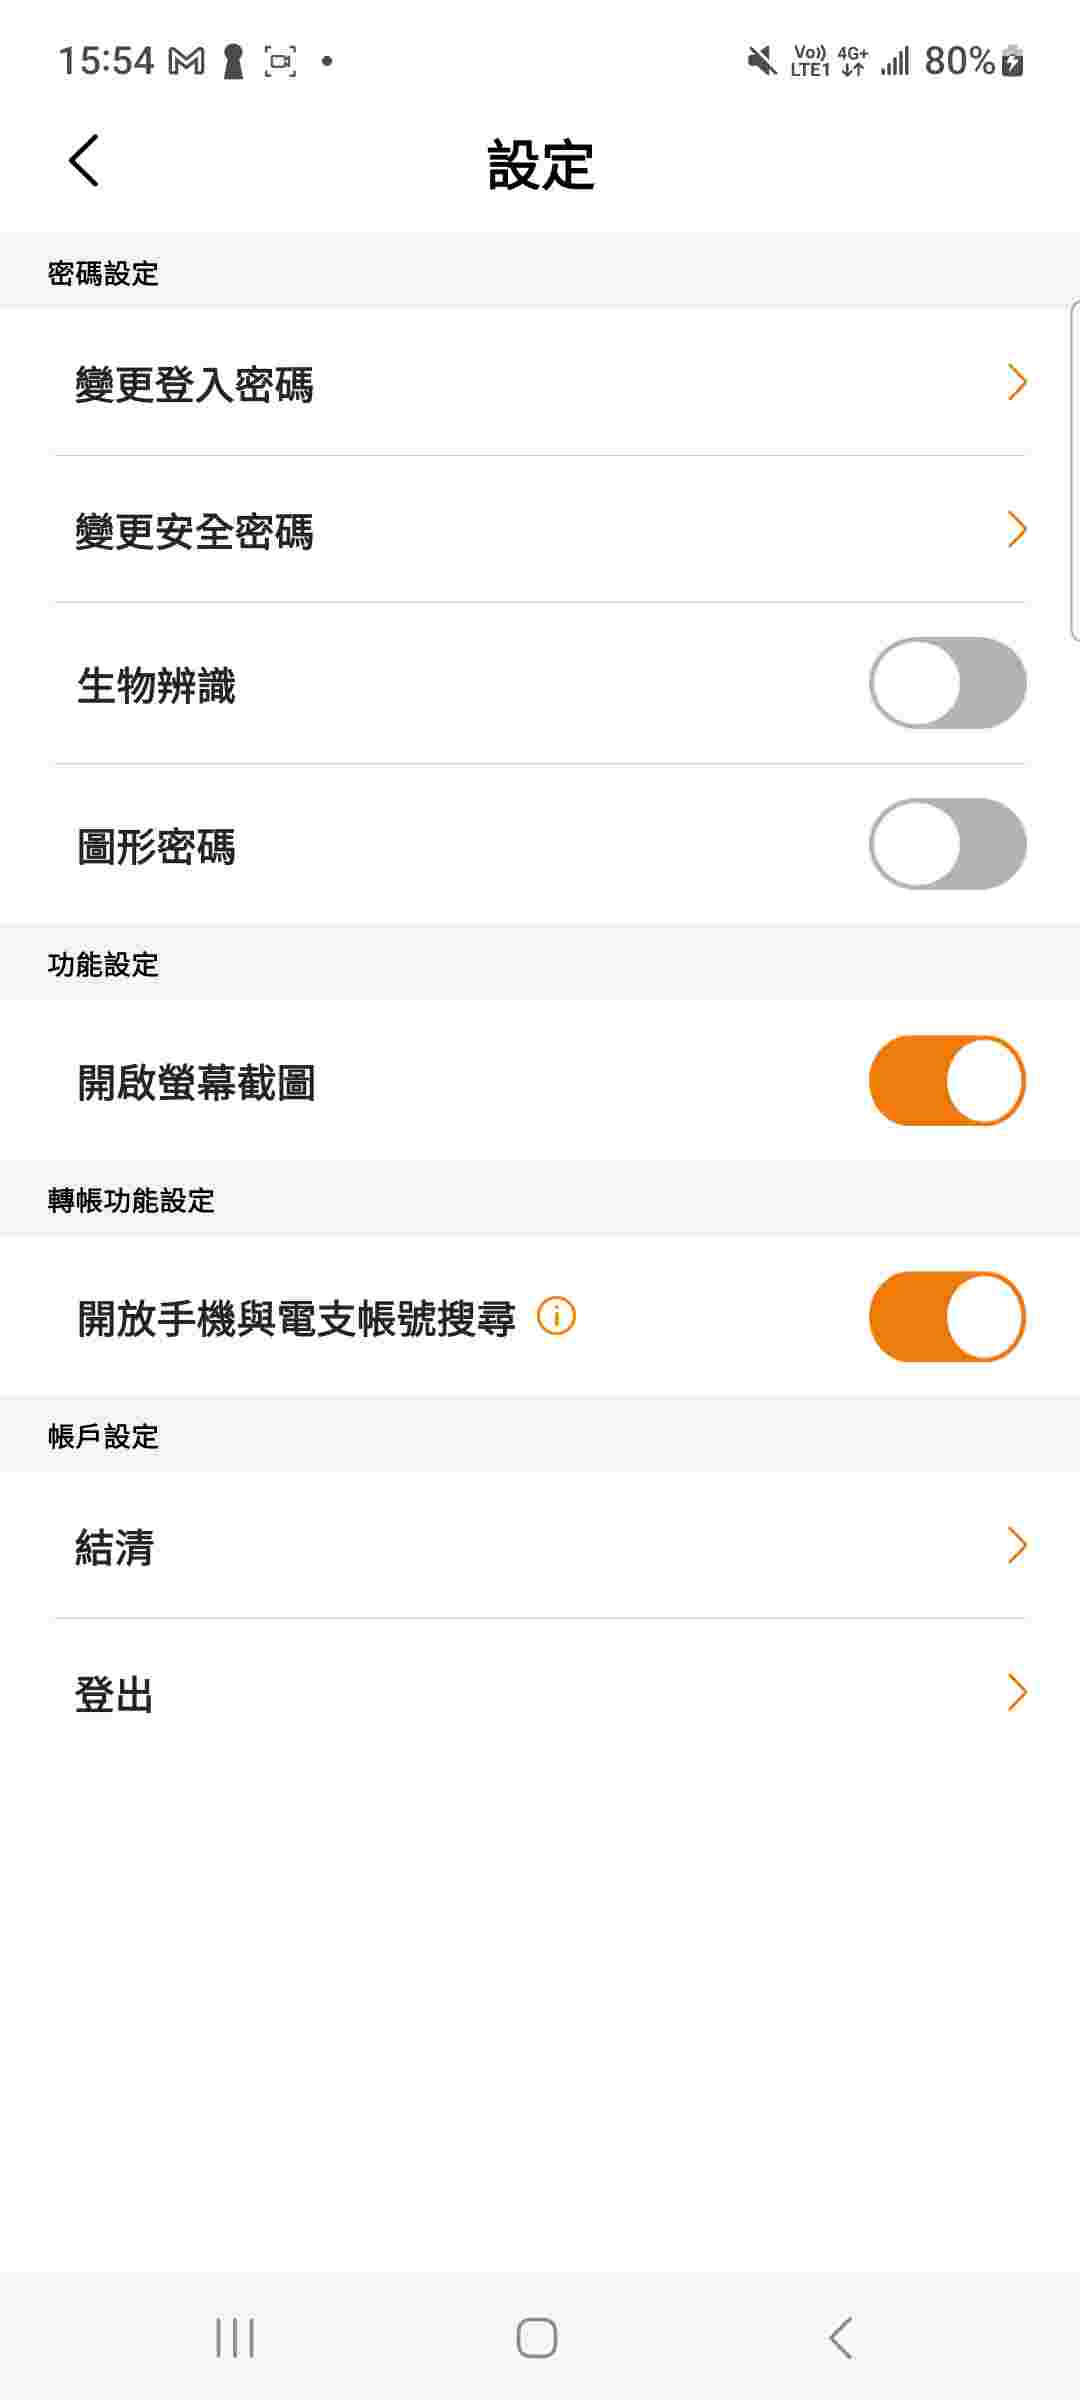 15:54
Vo)) LTE1 4G+ 80%
設定
密碼設定
變更登入密碼
變更安全密碼
生物辨識
圖形密碼
功能設定
開啟螢幕截圖
轉帳功能設定
開放手機與電支帳號搜尋
帳戶設定
結清
登出